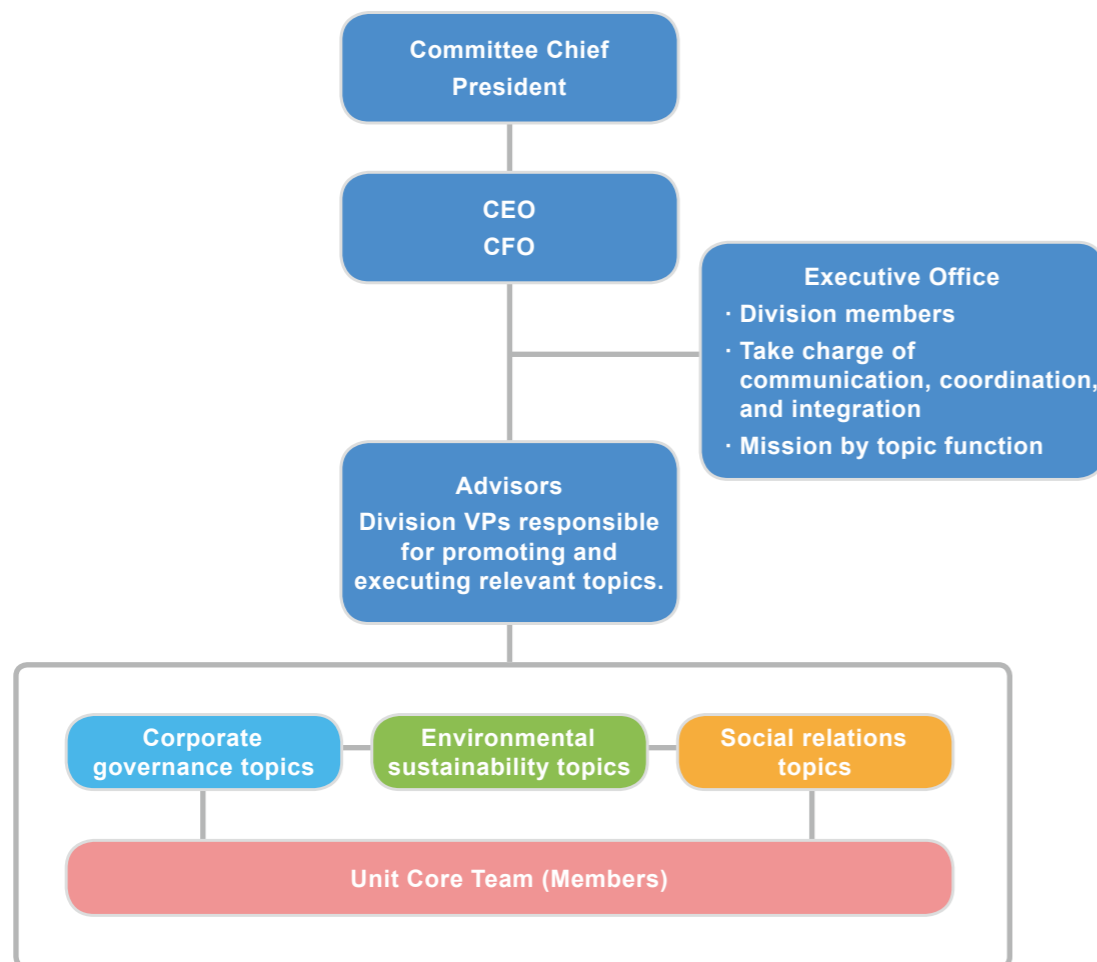 Committee Chief
President
CEO
CFO
Executive Office
· Division members
· Take charge of
communication, coordination,
and integration
· Mission by topic function
Advisors
Division VPs responsible
for promoting and
executing relevant topics.
Corporate
governance topics
Environmental
sustainability topics
Social relations
topics
Unit Core Team (Members)